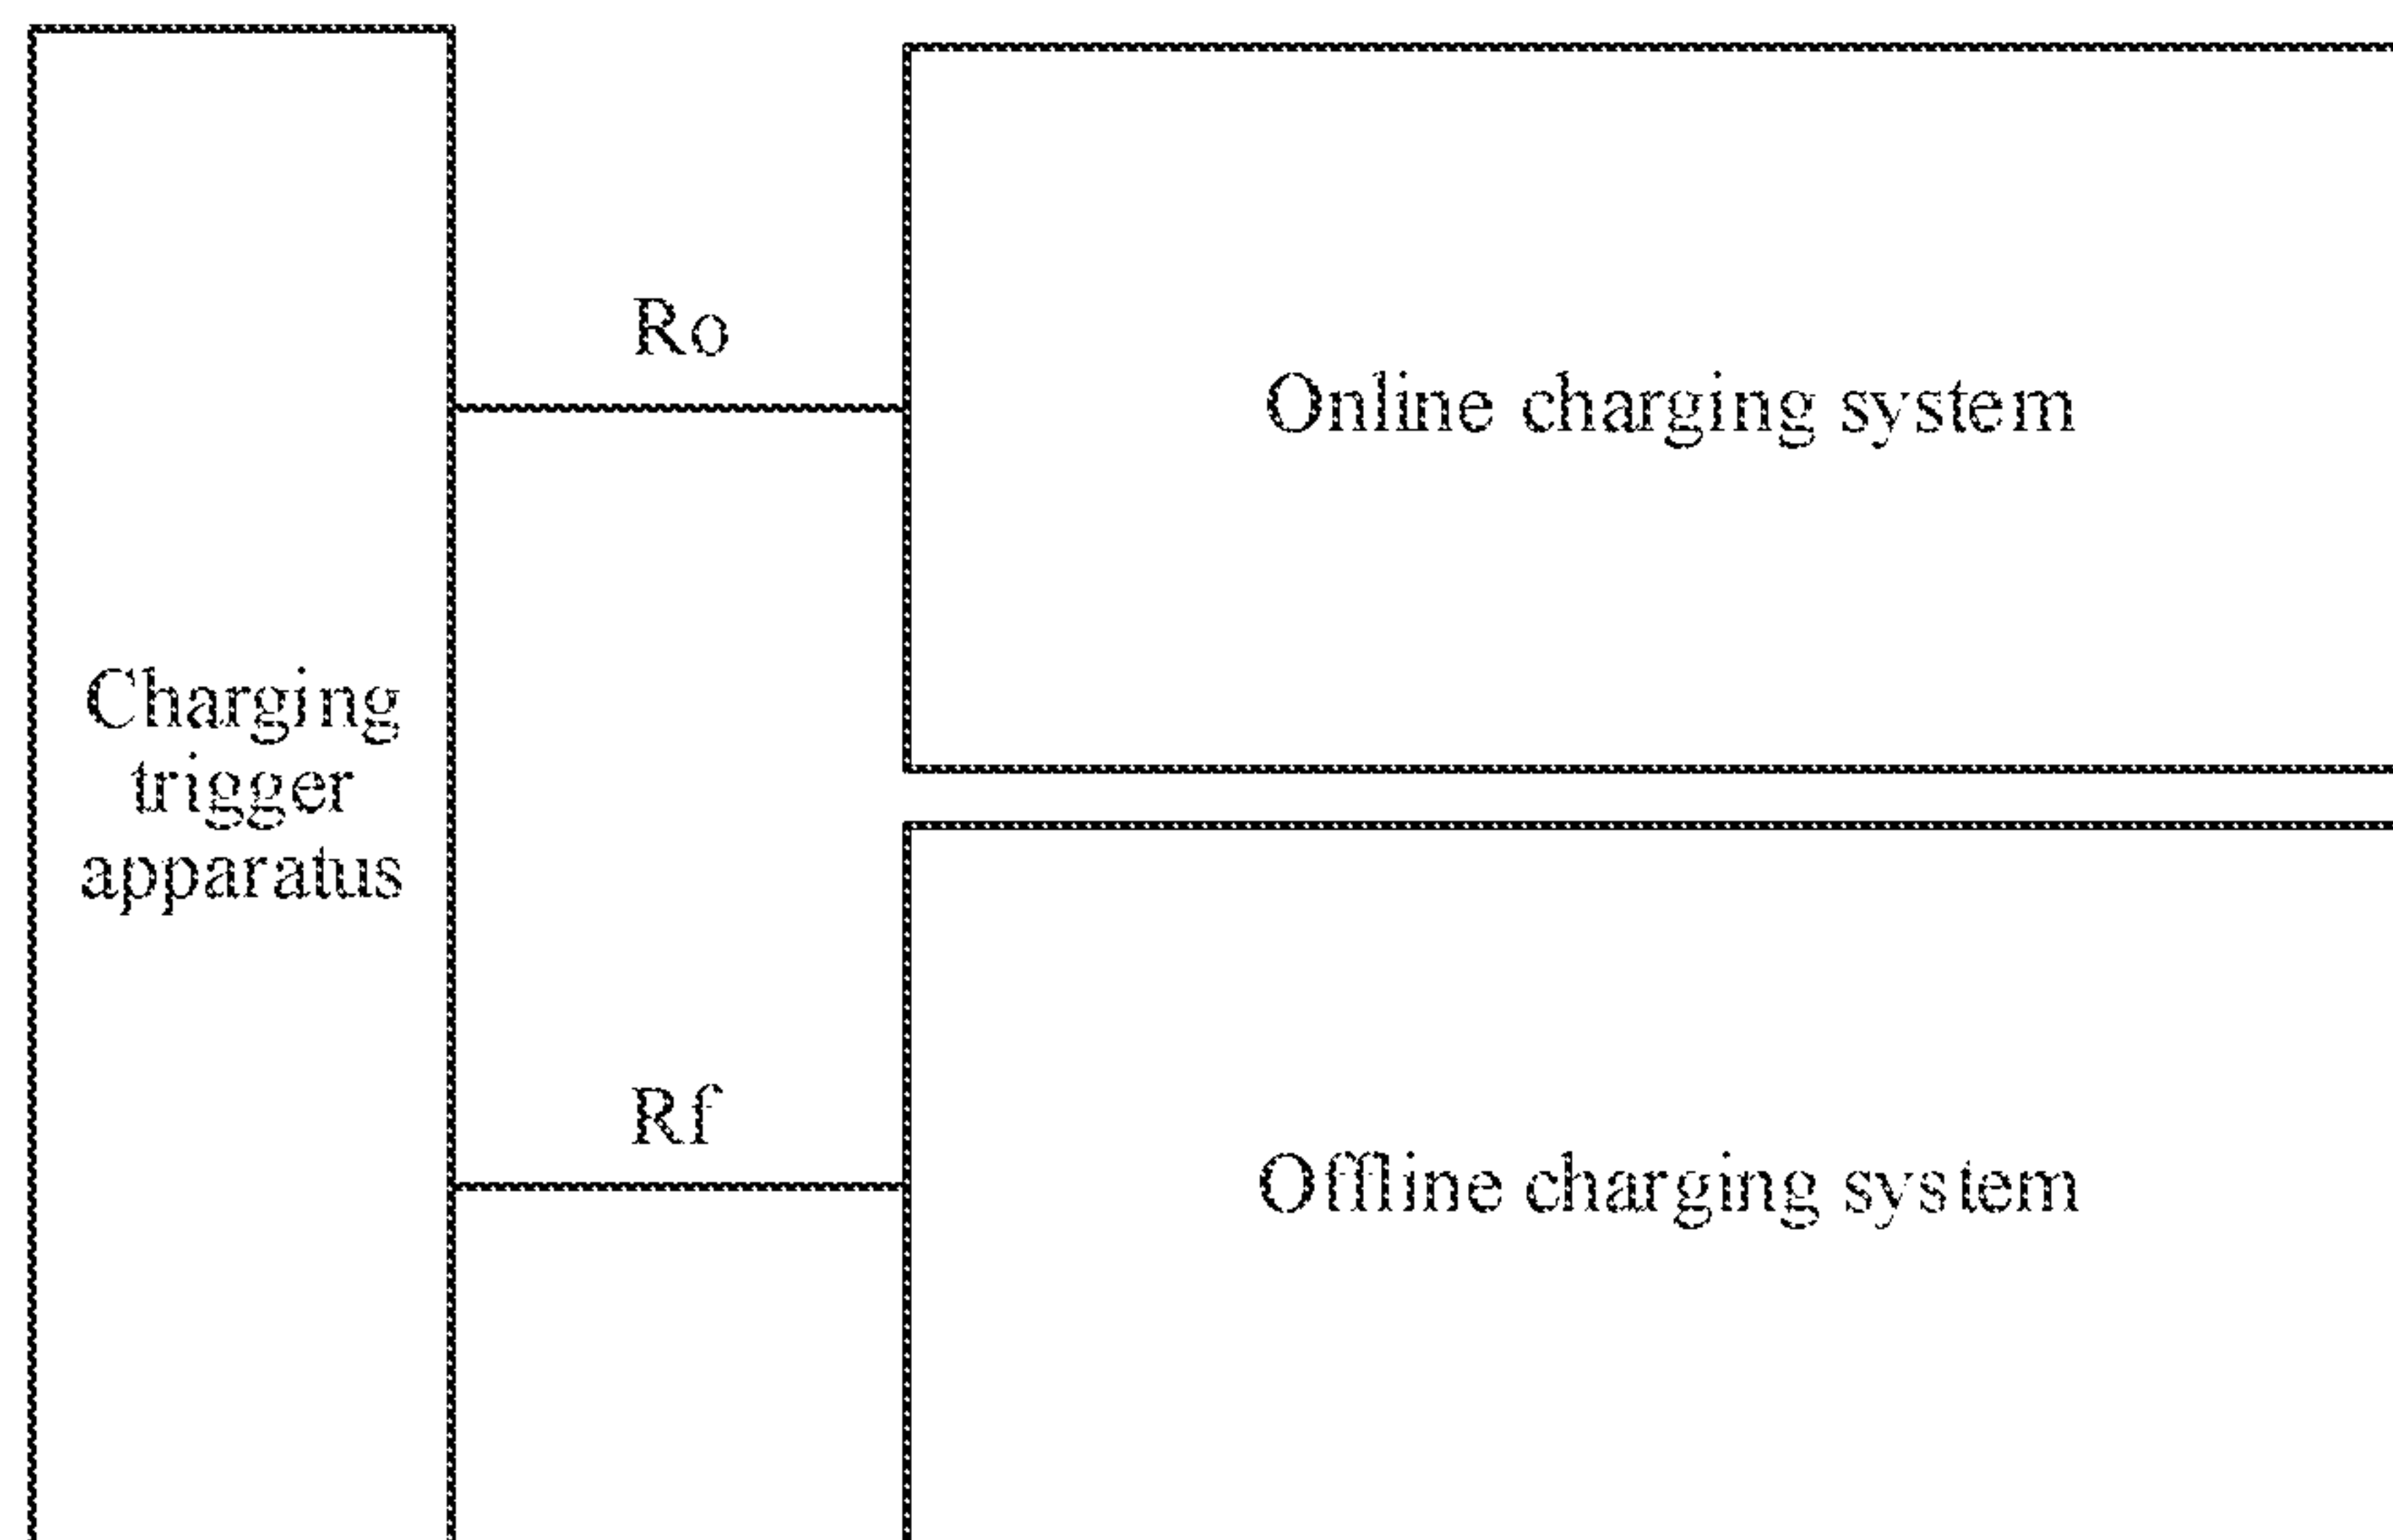 Ro
Online charging system
Charging
trigger
apparatus
Rf
Offline charging system